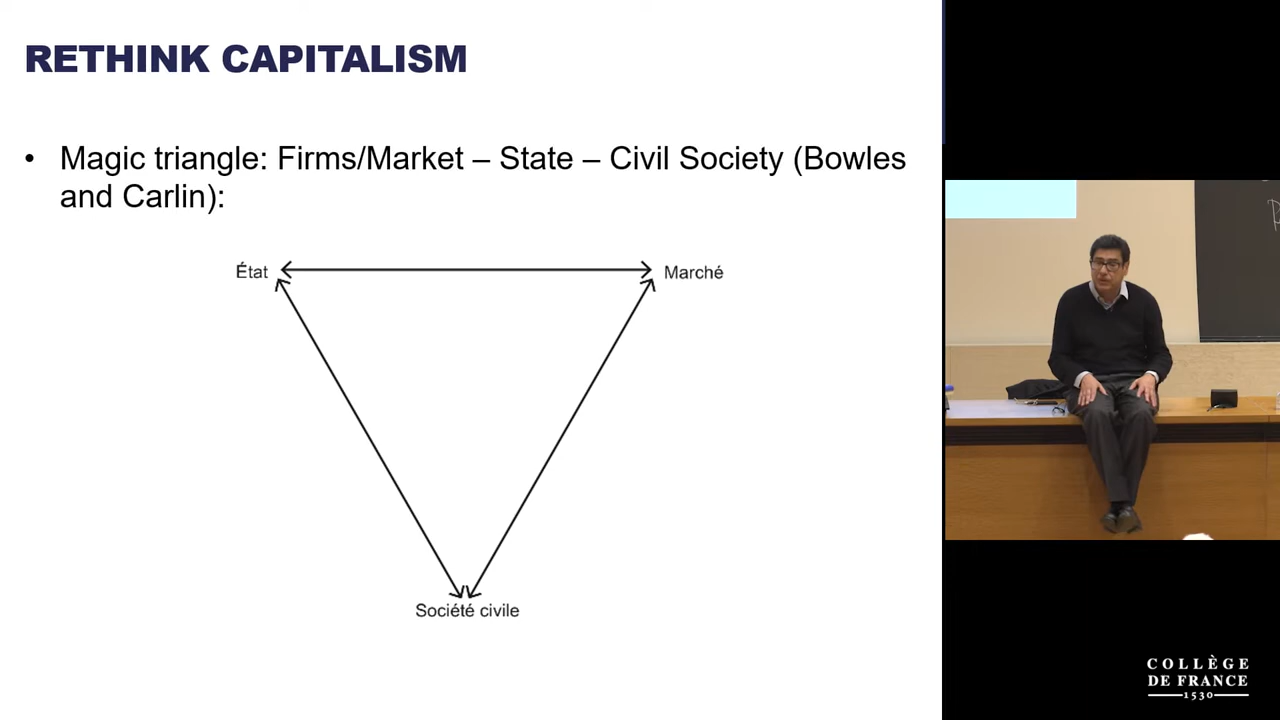 RETHINK CAPITALISM
• Magic triangle: Firms/Market – State – Civil Society (Bowles
and Carlin):
État
Marché
Société civile
COLLÈGE
DE FRANCE
1530